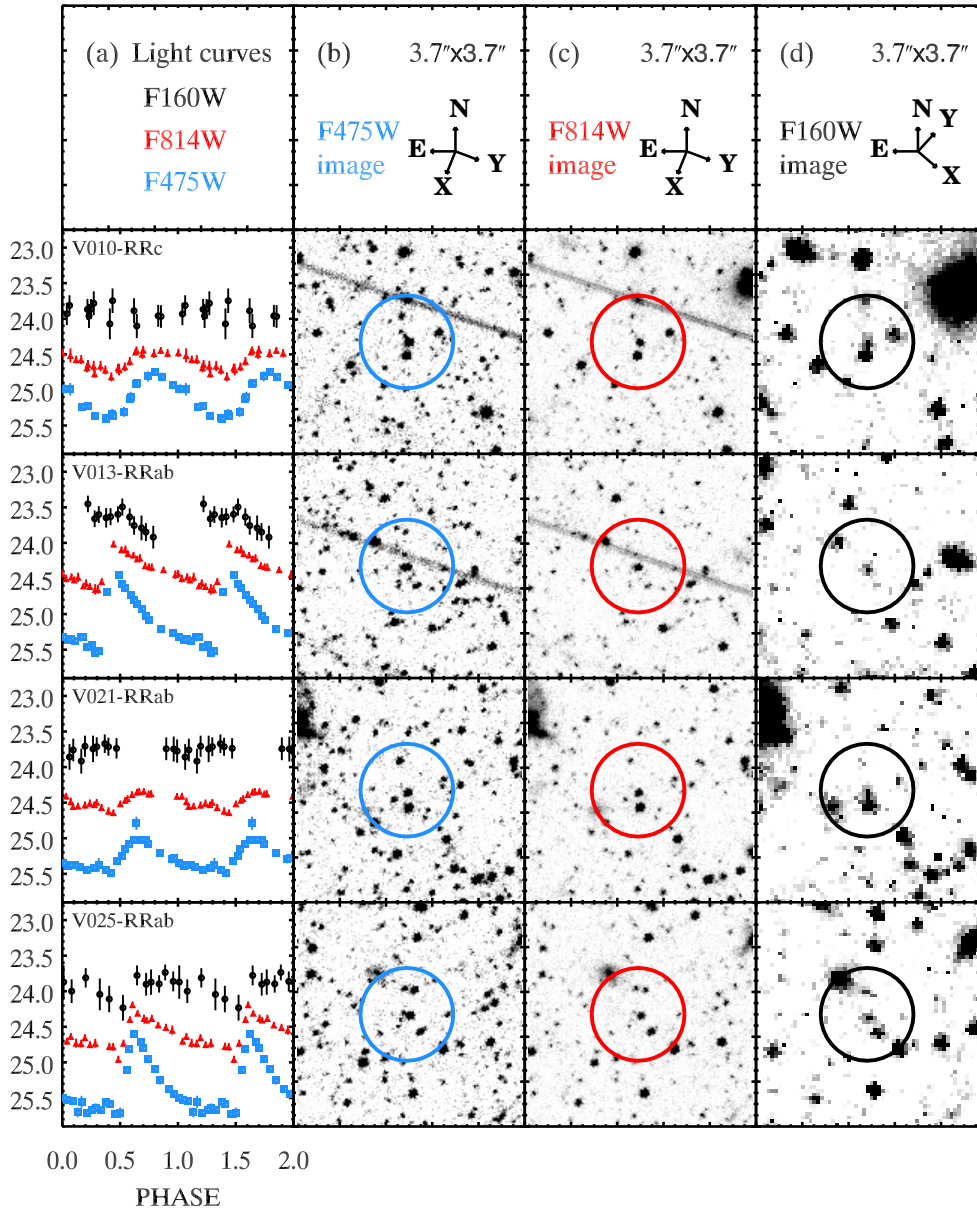 (a) Light curves
F160W
F814W
F475W
(b) 3.7"x3.7"
F475W
image
N
E
Y
X
(c) 3.7"x3.7"
F814W
image
N
E
Y
X
(d) 3.7"x3.7"
F160W
image
N
Y
E
X
V010-RRc
23.0
23.5
24.0
24.5
25.0
25.5
V013-RRab
23.0
23.5
24.0
24.5
25.0
25.5
V021-RRab
23.0
23.5
24.0
24.5
25.0
25.5
V025-RRab
23.0
23.5
24.0
24.5
25.0
25.5
0.0 0.5 1.0 1.5 2.0
PHASE